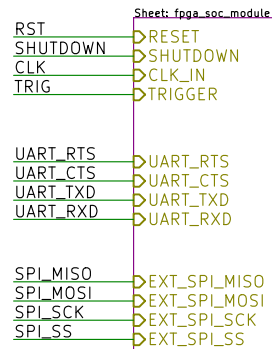 Sheet: fpga_soc_module
RST RESET
SHUTDOWN SHUTDOWN
CLK CLK_IN
TRIG TRIGGER
UART_RTS UART_RTS
UART_CTS UART_CTS
UART_TXD UART_TXD
UART_RXD UART_RXD
SPI_MISO EXT_SPI_MISO
SPI_MOSI EXT_SPI_MOSI
SPI_SCK EXT_SPI_SCK
SPI_SS EXT_SPI_SS